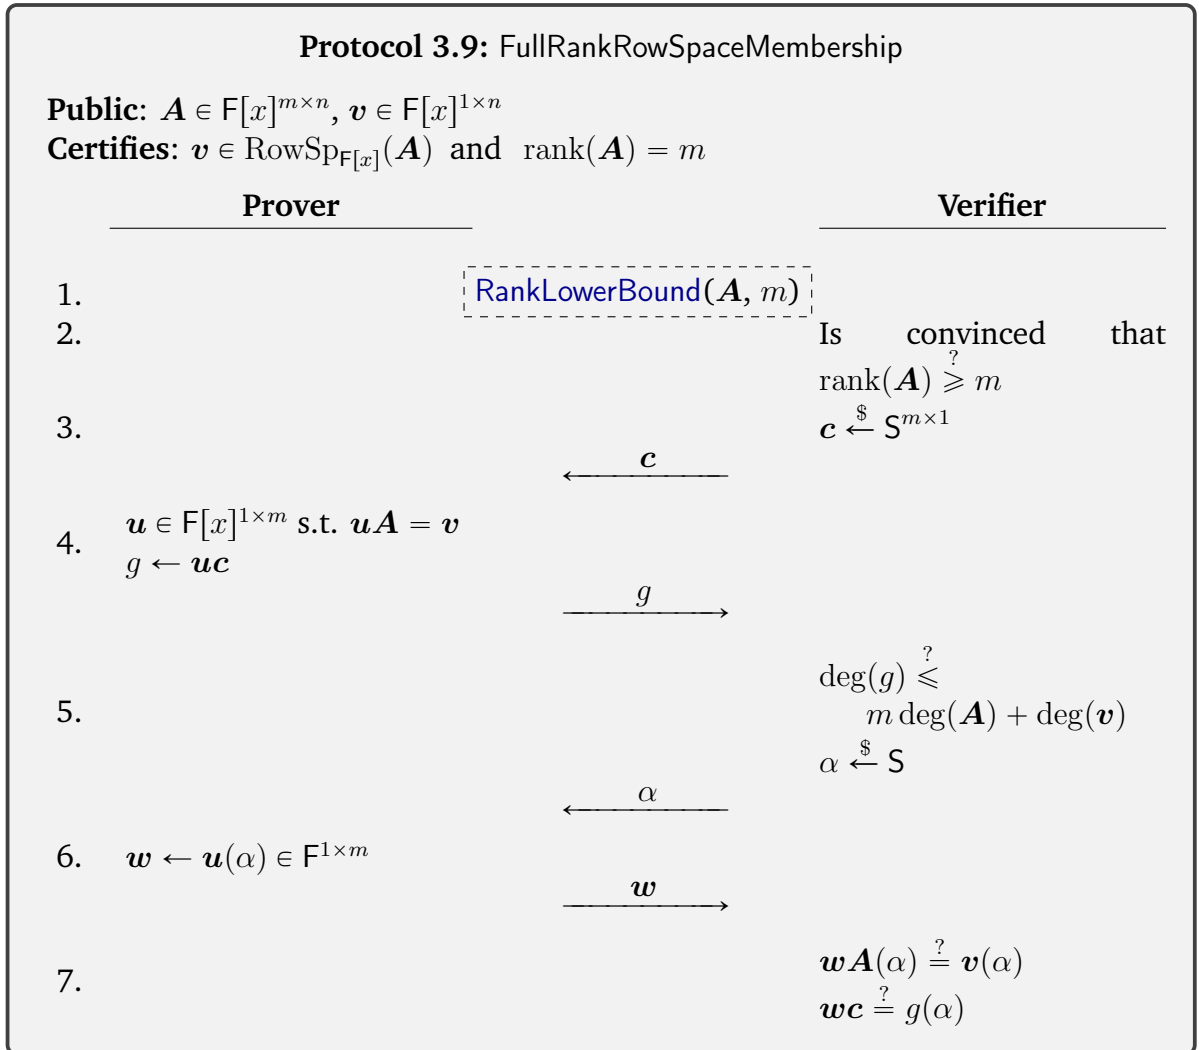 Protocol 3.9: FullRankRowSpaceMembership
Public: A ∈ F[x]^{m×n}, v ∈ F[x]^{1×n}
Certifies: v ∈ RowSp_{F[x]}(A) and rank(A) = m
Prover Verifier
1. RankLowerBound(A, m)
2. Is convinced that
rank(A) ⩾^? m
3. c ←^$ S^{m×1}
c
4. u ∈ F[x]^{1×m} s.t. uA = v
g ← uc
g
5. deg(g) ⩽^?
m deg(A) + deg(v)
α ←^$ S
α
6. w ← u(α) ∈ F^{1×m}
w
7. wA(α) =^? v(α)
wc =^? g(α)